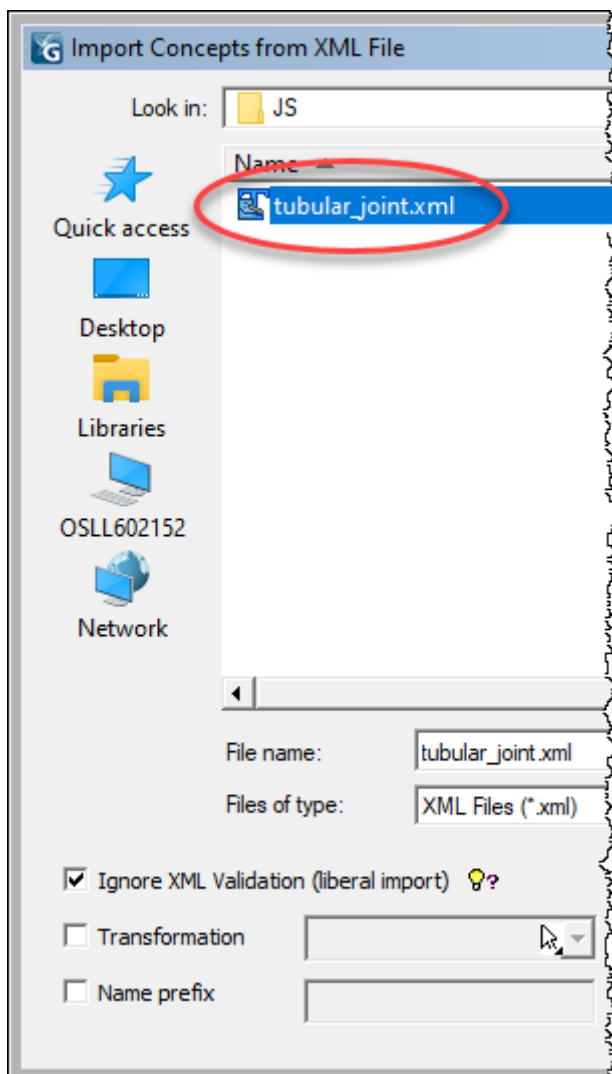 Import Concepts from XML File
Look in: JS
Name
tubular_joint.xml
Quick access
Desktop
Libraries
OSLL602152
Network
File name: tubular_joint.xml
Files of type: XML Files (*.xml)
Ignore XML Validation (liberal import) ?
Transformation
Name prefix